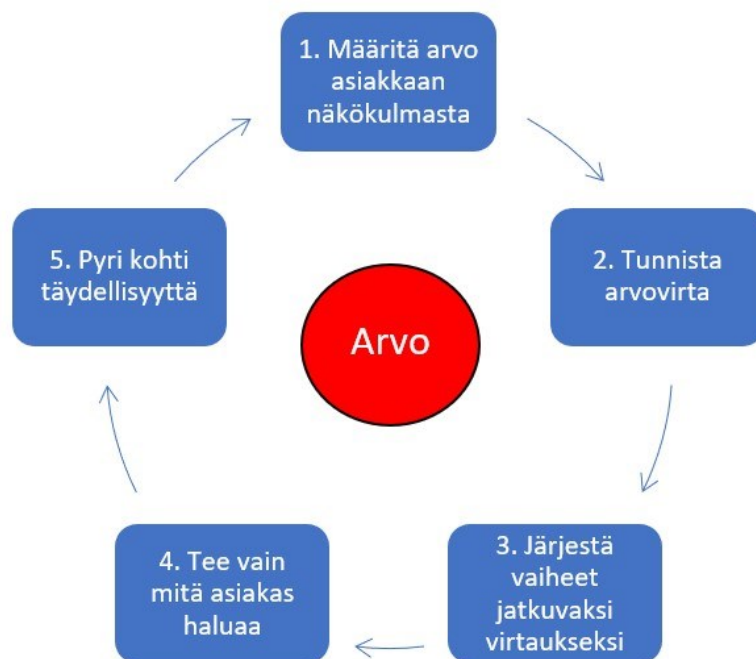 1. Määritä arvo
asiakkaan
näkökulmasta
2. Tunnista
arvovirta
3. Järjestä
vaiheet
jatkuvaksi
virtaukseksi
4. Tee vain
mitä asiakas
haluaa
5. Pyri kohti
täydellisyyttä
Arvo